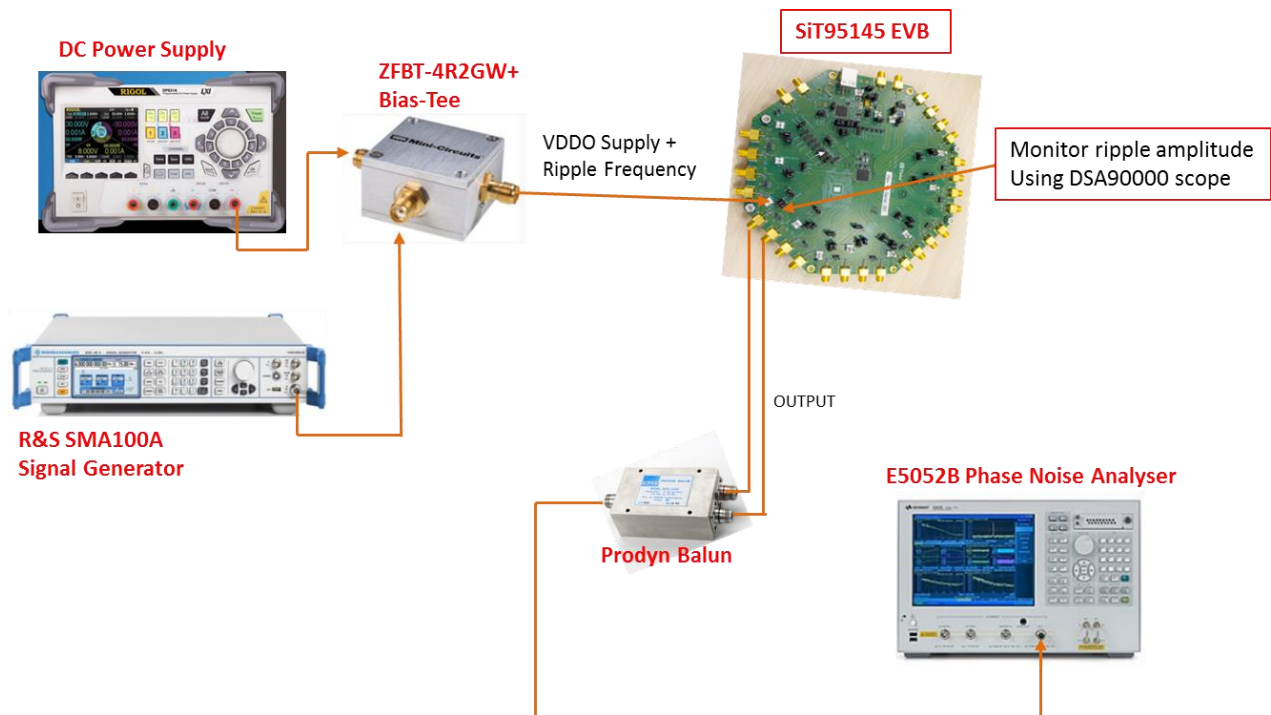 DC Power Supply
ZFBT-4R2GW+
Bias-Tee
SiT95145 EVB
RIGOL
Mini-Circuits
VDDO Supply +
Ripple Frequency
Monitor ripple amplitude
Using DSA90000 scope
R&S SMA100A
Signal Generator
OUTPUT
Prodyn Balun
E5052B Phase Noise Analyser